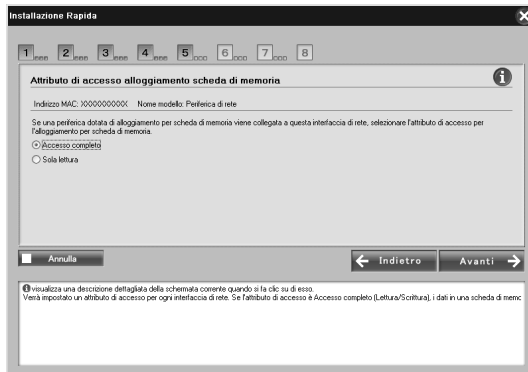 Installazione Rapida
1 2 3 4 5 6 7 8
Attributo di accesso alloggiamento scheda di memoria
Indirizzo MAC: XXXXXXXXXX Nome modello: Periferica di rete
Se una periferica dotata di alloggiamento per scheda di memoria viene collegata a questa interfaccia di rete, selezionare l'attributo di accesso per
l'alloggiamento per scheda di memoria.
Accesso completo
Sola lettura
Annulla
Indietro
Avanti
visualizza una descrizione dettagliata della schermata corrente quando si fa clic su di esso.
Verrà impostato un attributo di accesso per ogni interfaccia di rete. Se l'attributo di accesso è Accesso completo (Lettura/Scrittura), i dati in una scheda di memc